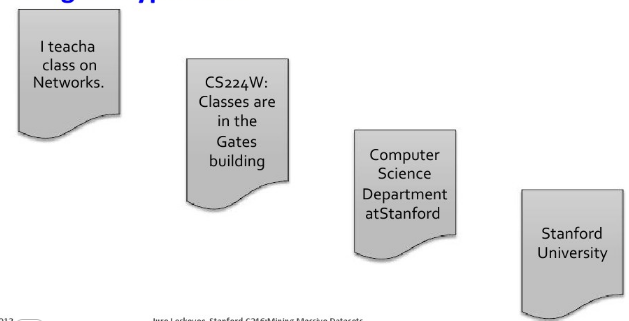 I teacha
class on
Networks.
CS224W:
Classes are
in the
Gates
building
Computer
Science
Department
atStanford
Stanford
University